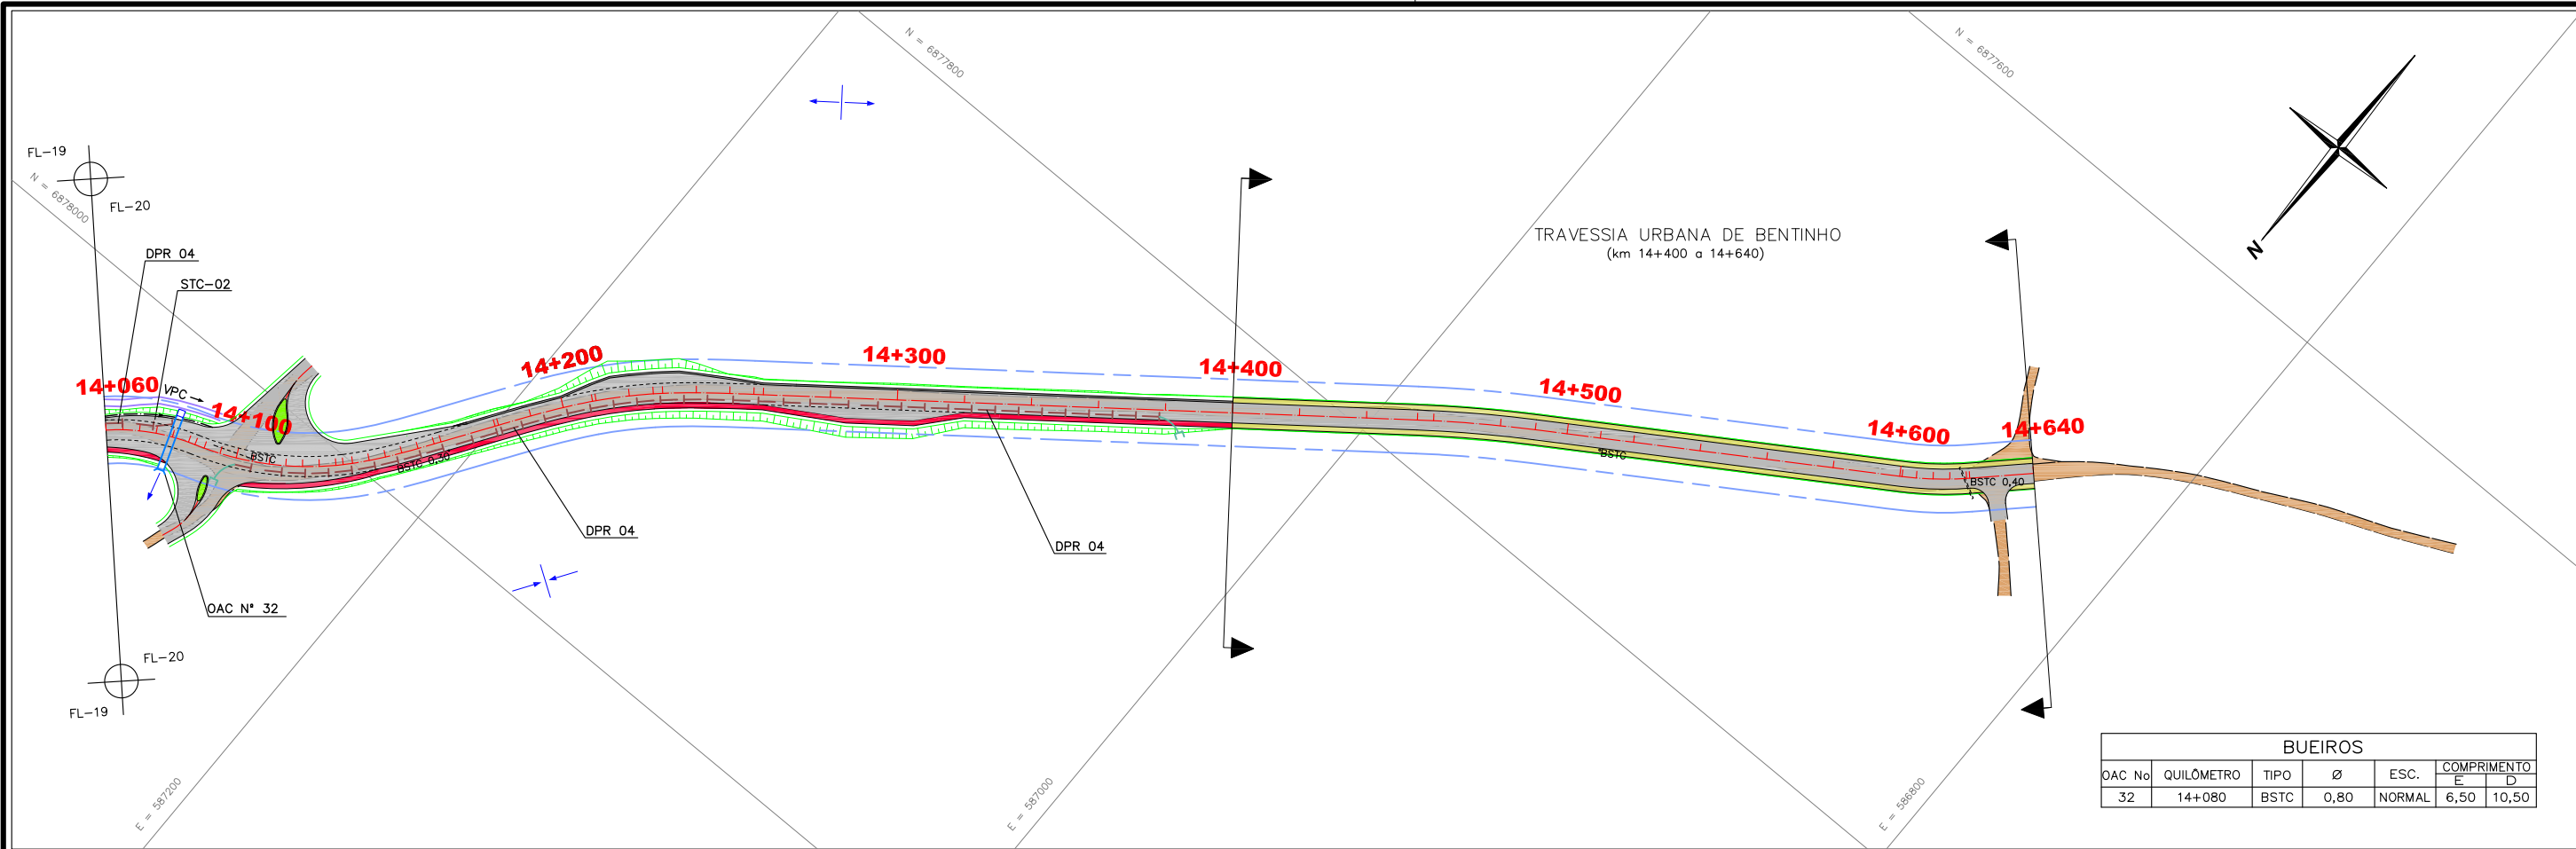 N = 6877800
N = 6877600
FL-19
N = 6878000
FL-20
TRAVESSIA URBANA DE BENTINHO
(km 14+400 a 14+640)
N
DPR 04
STC-02
14+060
VPC
14+100
14+200
14+300
14+400
14+500
14+600
14+640
BSTC
BSTC 0,30
BSTC
BSTC 0,40
DPR 04
DPR 04
OAC N° 32
FL-20
FL-19
E = 587200
E = 587000
E = 586800
BUEIROS
OAC No QUILÔMETRO TIPO Ø ESC. COMPRIMENTO
E D
32 14+080 BSTC 0,80 NORMAL 6,50 10,50